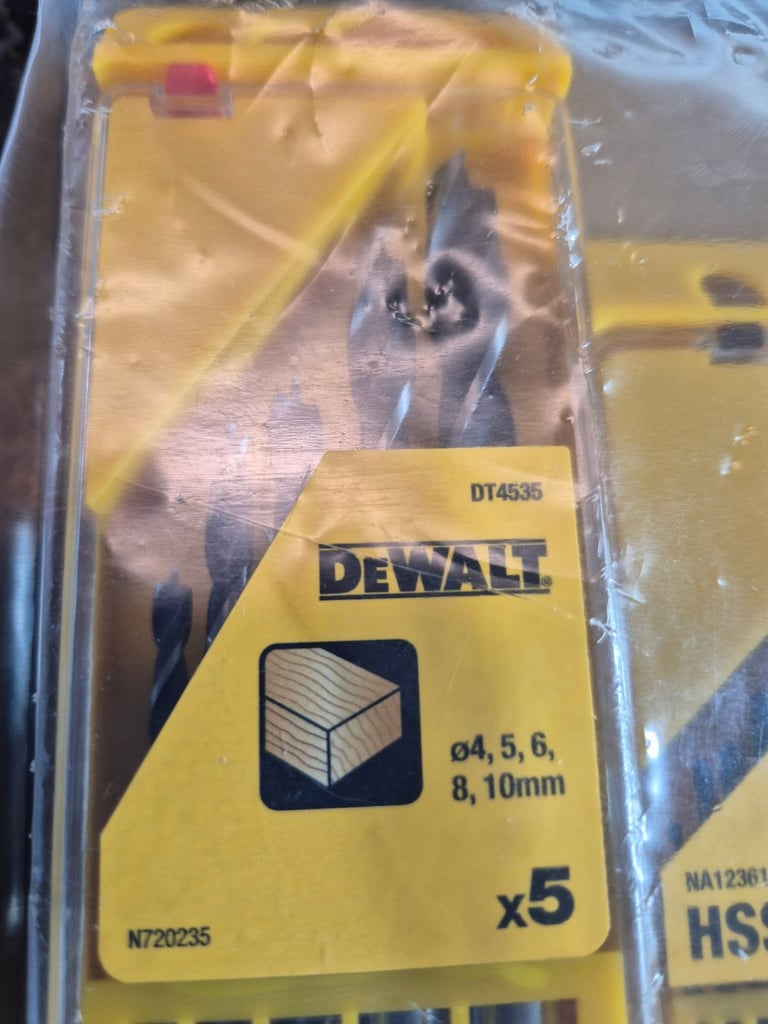 DT4535
DEWALT®
ø4, 5, 6,
8, 10mm
x5
N720235
NA12361
HSS